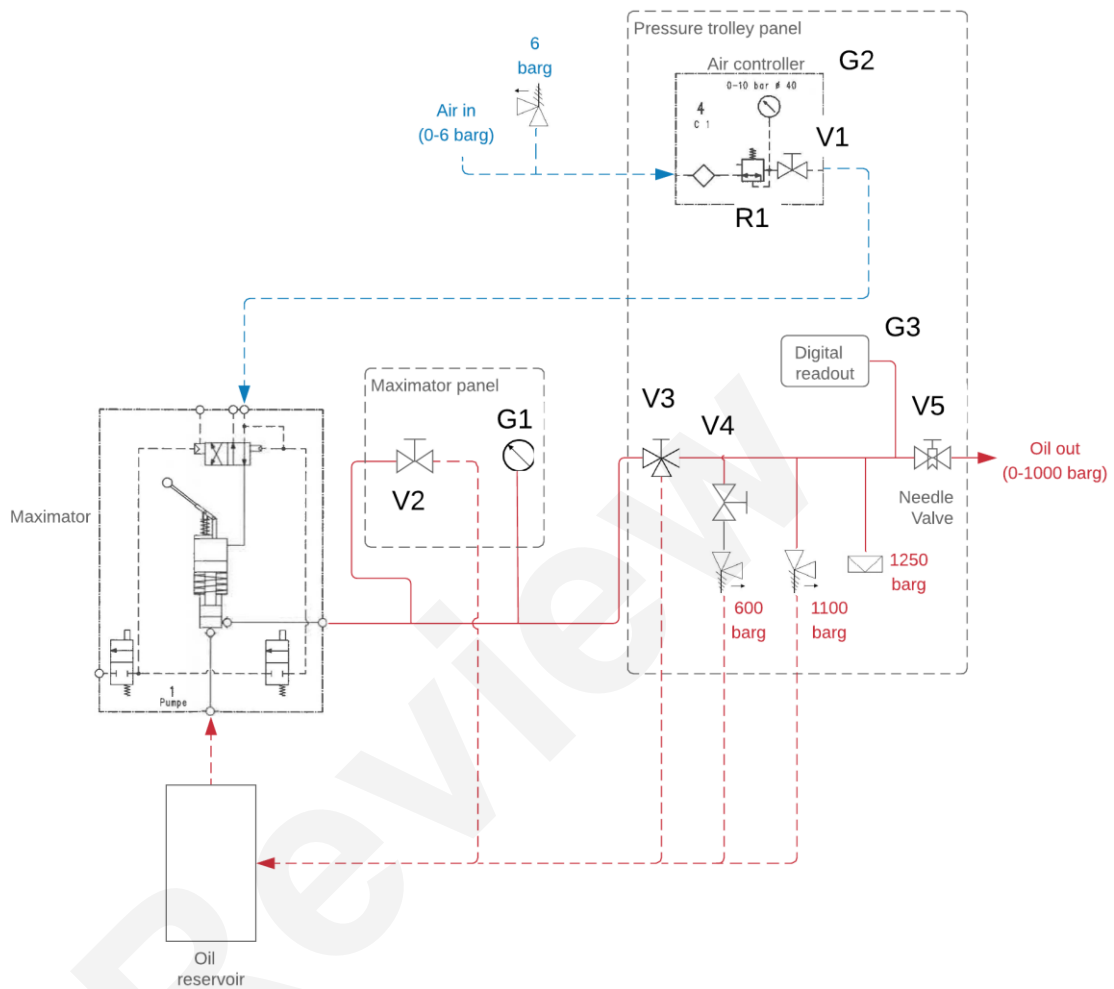 Pressure trolley panel
6
barg
Air controller
G2
0-10 bar ø 40
Air in
(0-6 barg)
4
C 1
V1
R1
G3
Digital
readout
Maximator panel
G1
V3
V4
V5
V2
Oil out
(0-1000 barg)
Maximator
Needle
Valve
1250
barg
600
barg
1100
barg
1
Pumpe
Oil
reservoir
Review